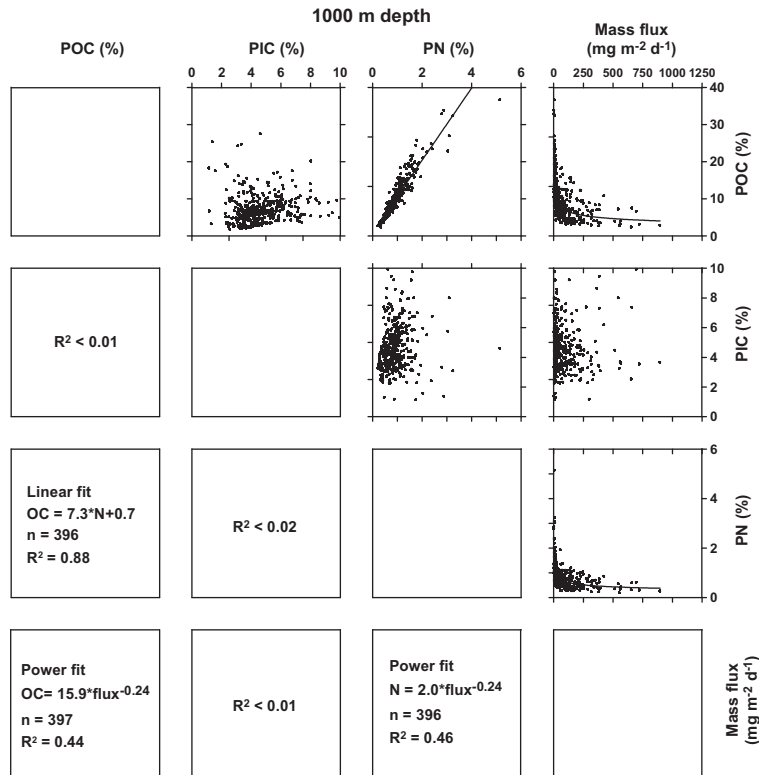 1000 m depth
POC (%)
PIC (%)
PN (%)
Mass flux
(mg m⁻² d⁻¹)
0 2 4 6 8 10
0 2 4 6
0 250 500 750 1000 1250
40
30
20
10
0
POC (%)
R² < 0.01
10
8
6
4
2
0
PIC (%)
Linear fit
OC = 7.3*N+0.7
n = 396
R² = 0.88
R² < 0.02
6
4
2
0
PN (%)
Power fit
OC= 15.9*flux⁻⁰·²⁴
n = 397
R² = 0.44
R² < 0.01
Power fit
N = 2.0*flux⁻⁰·²⁴
n = 396
R² = 0.46
Mass flux
(mg m⁻² d⁻¹)